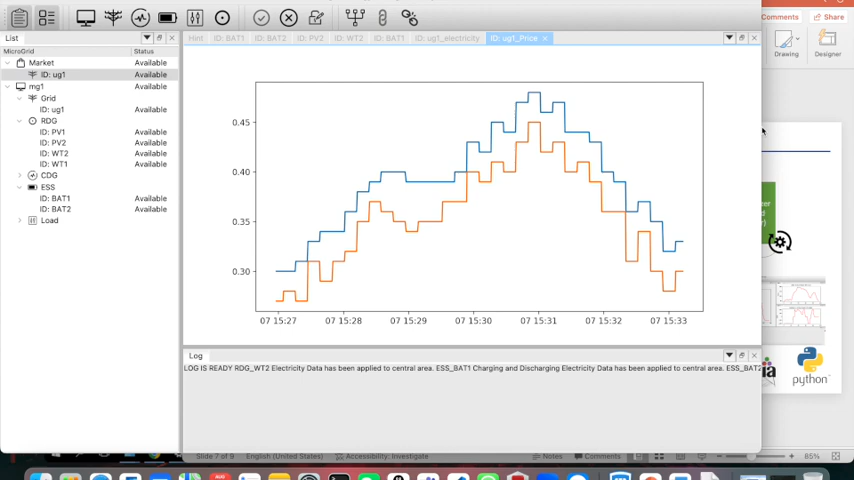 Comments
Share
List
Hint
ID: BAT1
ID: BAT2
ID: PV2
ID: WT2
ID: BAT1
ID: ug1_electricity
ID: ug1_Price
MicroGrid
Status
Market
Available
ID: ug1
Available
mg1
Available
Grid
ID: ug1
Available
RDG
ID: PV1
Available
ID: PV2
Available
ID: WT2
Available
ID: WT1
Available
CDG
ESS
ID: BAT1
Available
ID: BAT2
Available
Load
0.45
0.40
0.35
0.30
07 15:27
07 15:28
07 15:29
07 15:30
07 15:31
07 15:32
07 15:33
Drawing
Designer
Log
LOG IS READY RDG_WT2 Electricity Data has been applied to central area. ESS_BAT1 Charging and Discharging Electricity Data has been applied to central area. ESS_BAT2
python
Slide 7 of 9
English (United States)
Accessibility: Investigate
Notes
Comments
85%